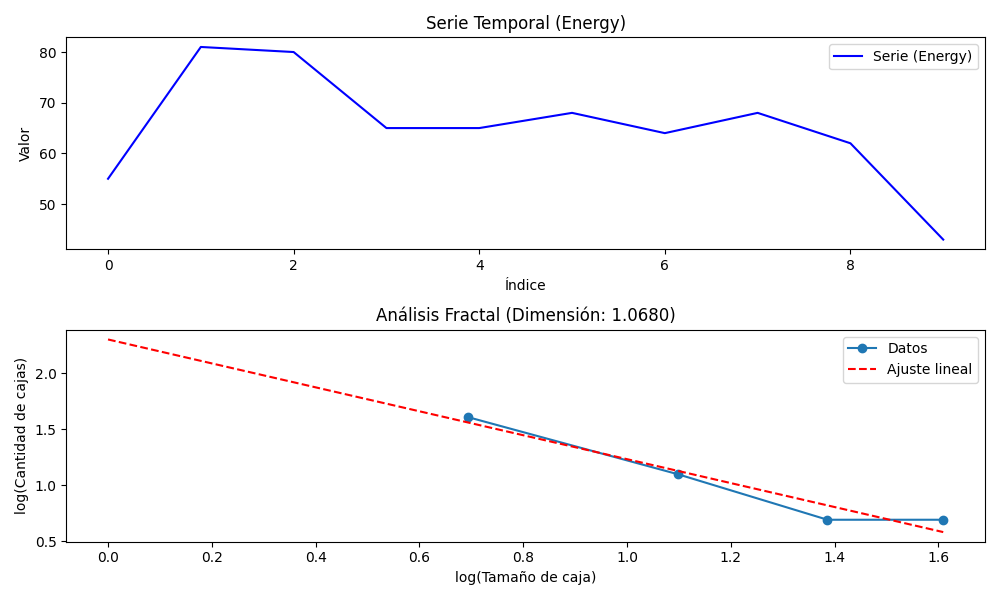 Serie Temporal (Energy)
Serie (Energy)
Valor
80
70
60
50
0
2
4
6
8
Índice
Análisis Fractal (Dimensión: 1.0680)
Datos
Ajuste lineal
log(Cantidad de cajas)
2.0
1.5
1.0
0.5
0.0
0.2
0.4
0.6
0.8
1.0
1.2
1.4
1.6
log(Tamaño de caja)